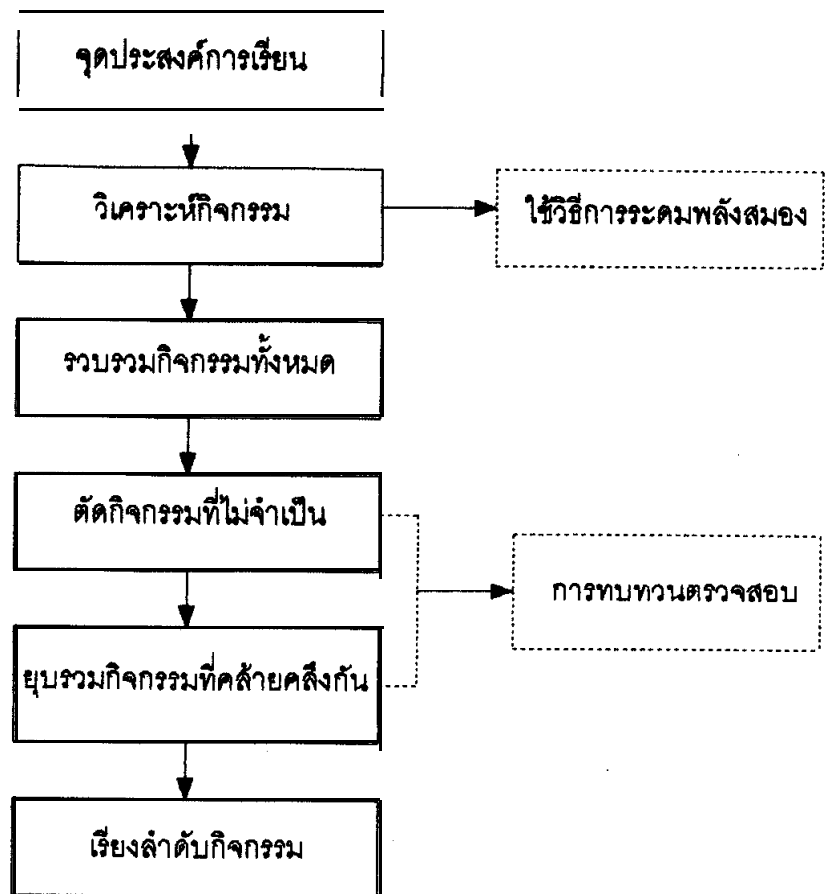 จุดประสงค์การเรียน
วิเคราะห์กิจกรรม
ใช้วิธีการระดมพลังสมอง
รวบรวมกิจกรรมทั้งหมด
ตัดกิจกรรมที่ไม่จำเป็น
การทบทวนตรวจสอบ
ยุบรวมกิจกรรมที่คล้ายคลึงกัน
เรียงลำดับกิจกรรม